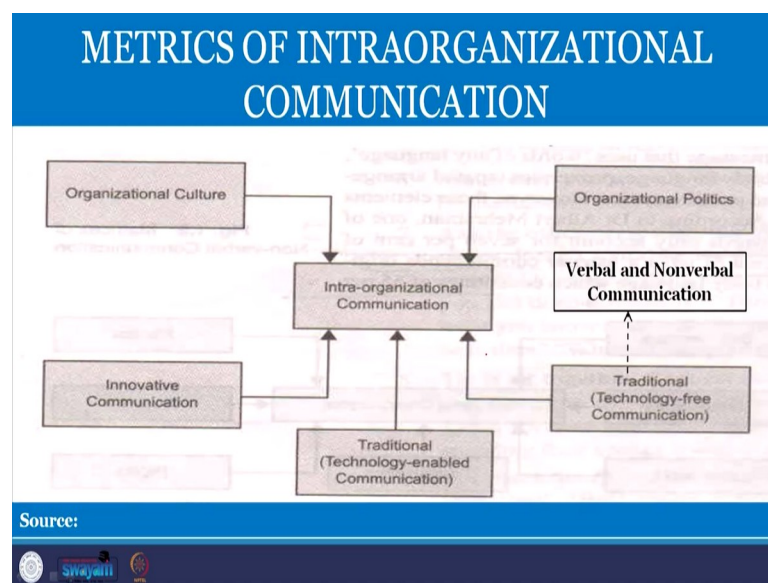 METRICS OF INTRAORGANIZATIONAL
COMMUNICATION
Organizational Culture
Organizational Politics
Intra-organizational
Communication
Verbal and Nonverbal
Communication
Innovative
Communication
Traditional
(Technology-free
Communication)
Traditional
(Technology-enabled
Communication)
Source:
swayam